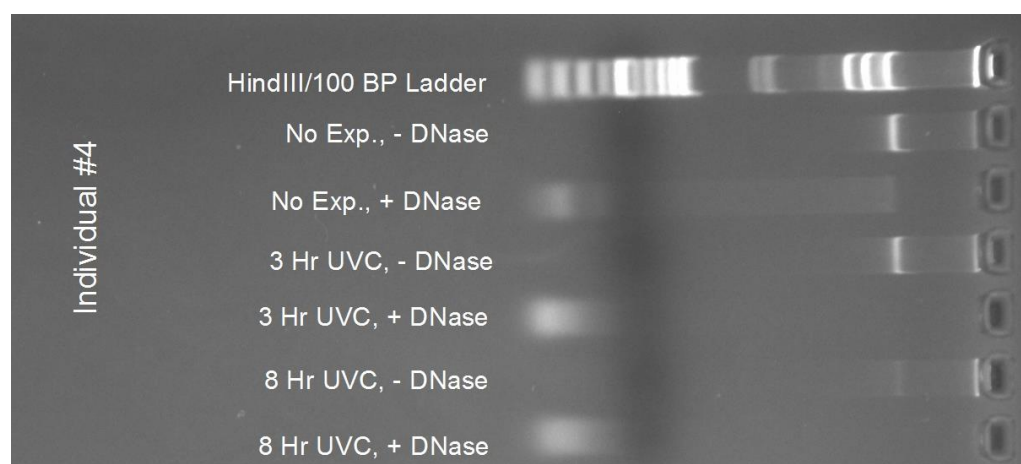 Individual #4
HindIII/100 BP Ladder
No Exp., - DNase
No Exp., + DNase
3 Hr UVC, - DNase
3 Hr UVC, + DNase
8 Hr UVC, - DNase
8 Hr UVC, + DNase